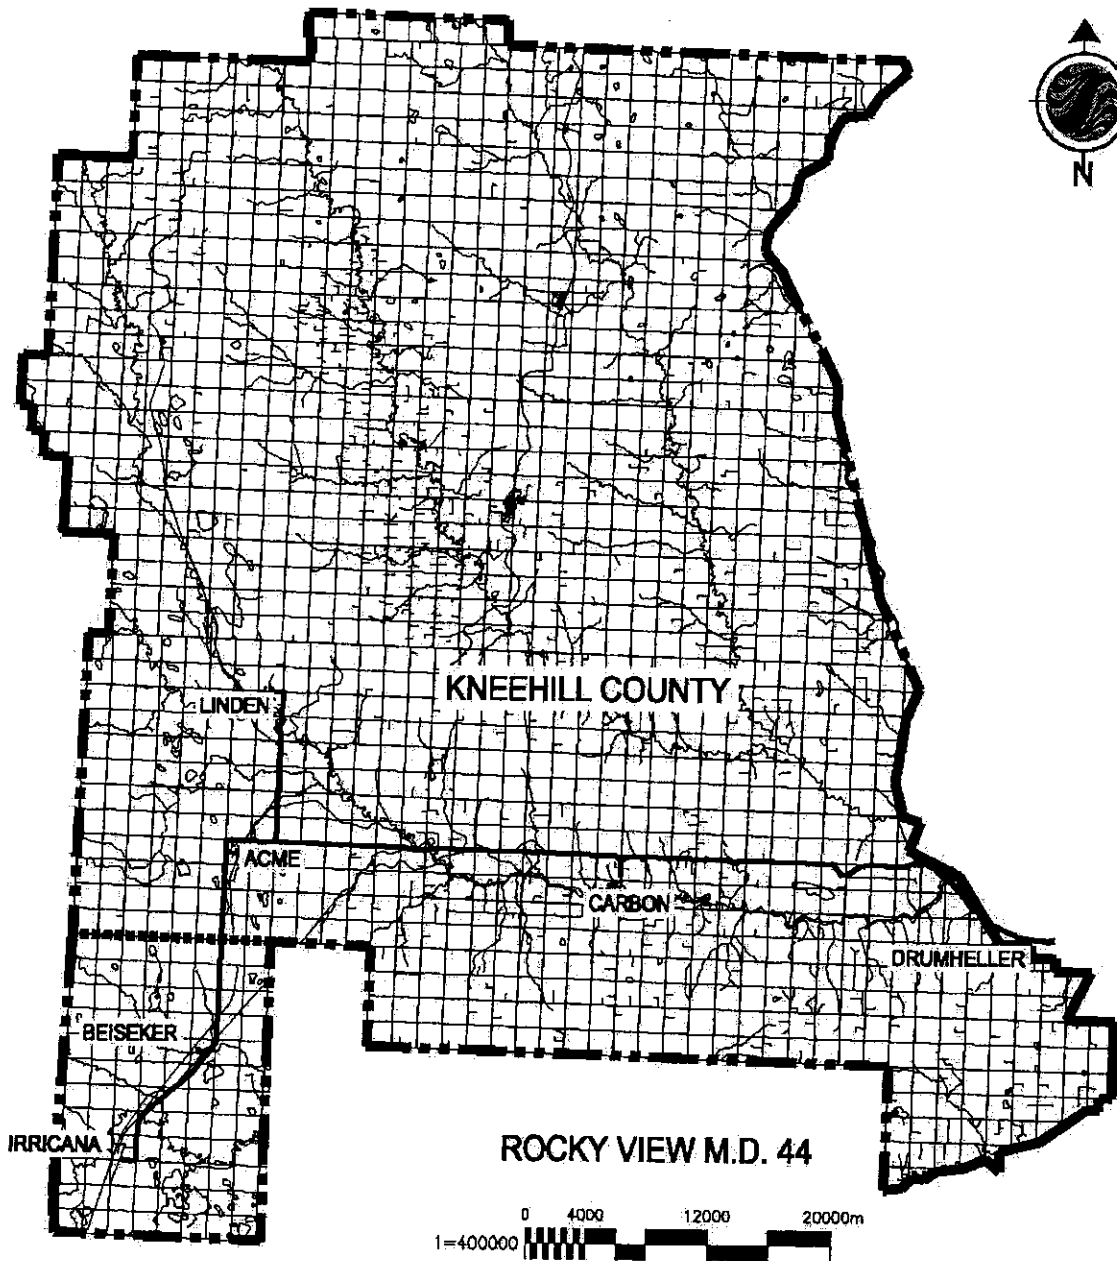 N
KNEEHILL COUNTY
LINDEN
ACME
CARBON
DRUMHELLER
BEISEKER
IRRICANA
ROCKY VIEW M.D. 44
0 4000 12000 20000m
1=400000